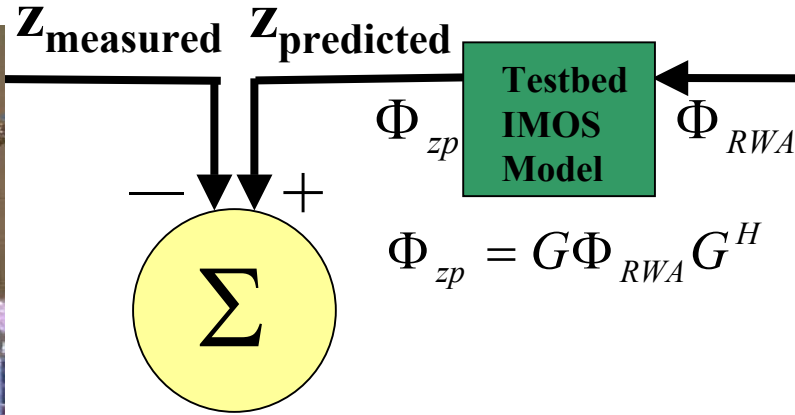 z_measured z_predicted
Testbed
IMOS
Model
Φ_zp Φ_RWA
− +
Φ_zp = GΦ_RWA G^H
Σ